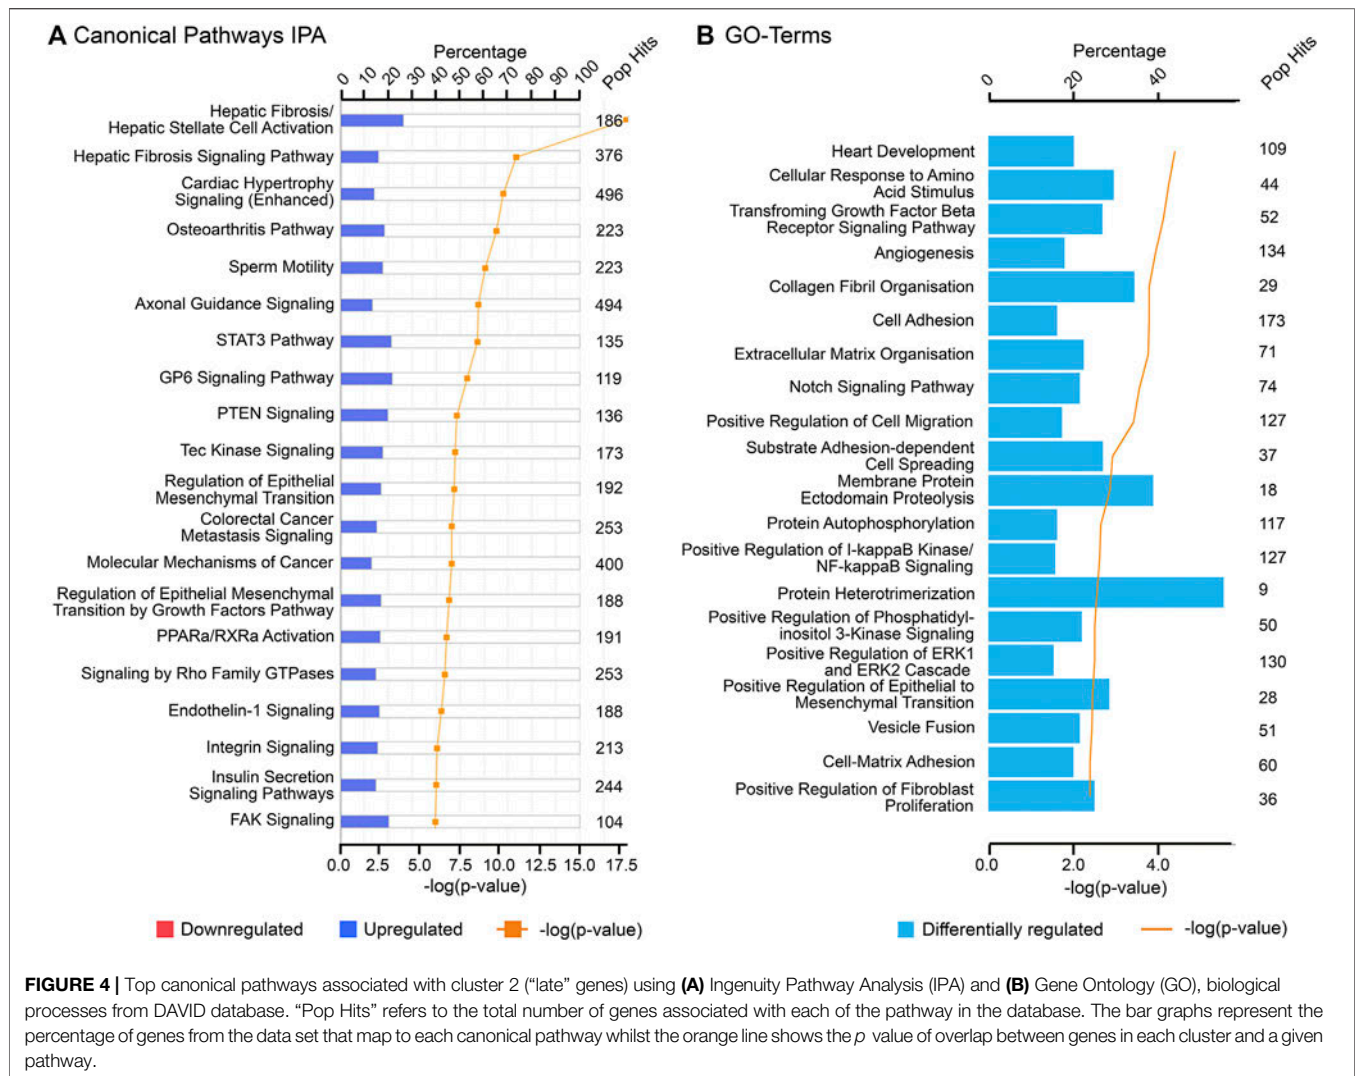 A Canonical Pathways IPA
Percentage
0 10 20 30 40 50 60 70 80 90 100 Pop Hits
Hepatic Fibrosis/
Hepatic Stellate Cell Activation 186
Hepatic Fibrosis Signaling Pathway 376
Cardiac Hypertrophy
Signaling (Enhanced) 496
Osteoarthritis Pathway 223
Sperm Motility 223
Axonal Guidance Signaling 494
STAT3 Pathway 135
GP6 Signaling Pathway 119
PTEN Signaling 136
Tec Kinase Signaling 173
Regulation of Epithelial
Mesenchymal Transition 192
Colorectal Cancer
Metastasis Signaling 253
Molecular Mechanisms of Cancer 400
Regulation of Epithelial Mesenchymal
Transition by Growth Factors Pathway 188
PPARa/RXRa Activation 191
Signaling by Rho Family GTPases 253
Endothelin-1 Signaling 188
Integrin Signaling 213
Insulin Secretion
Signaling Pathways 244
FAK Signaling 104
0.0 2.5 5.0 7.5 10.0 12.5 15.0 17.5
-log(p-value)
Downregulated Upregulated -log(p-value)
B GO-Terms
Percentage
0 20 40 Pop Hits
Heart Development 109
Cellular Response to Amino
Acid Stimulus 44
Transfroming Growth Factor Beta
Receptor Signaling Pathway 52
Angiogenesis 134
Collagen Fibril Organisation 29
Cell Adhesion 173
Extracellular Matrix Organisation 71
Notch Signaling Pathway 74
Positive Regulation of Cell Migration 127
Substrate Adhesion-dependent
Cell Spreading 37
Membrane Protein
Ectodomain Proteolysis 18
Protein Autophosphorylation 117
Positive Regulation of I-kappaB Kinase/
NF-kappaB Signaling 127
Protein Heterotrimerization 9
Positive Regulation of Phosphatidyl-
inositol 3-Kinase Signaling 50
Positive Regulation of ERK1
and ERK2 Cascade 130
Positive Regulation of Epithelial to
Mesenchymal Transition 28
Vesicle Fusion 51
Cell-Matrix Adhesion 60
Positive Regulation of Fibroblast
Proliferation 36
0.0 2.0 4.0
-log(p-value)
Differentially regulated -log(p-value)
FIGURE 4 | Top canonical pathways associated with cluster 2 (“late” genes) using (A) Ingenuity Pathway Analysis (IPA) and (B) Gene Ontology (GO), biological
processes from DAVID database. “Pop Hits” refers to the total number of genes associated with each of the pathway in the database. The bar graphs represent the
percentage of genes from the data set that map to each canonical pathway whilst the orange line shows the p value of overlap between genes in each cluster and a given
pathway.